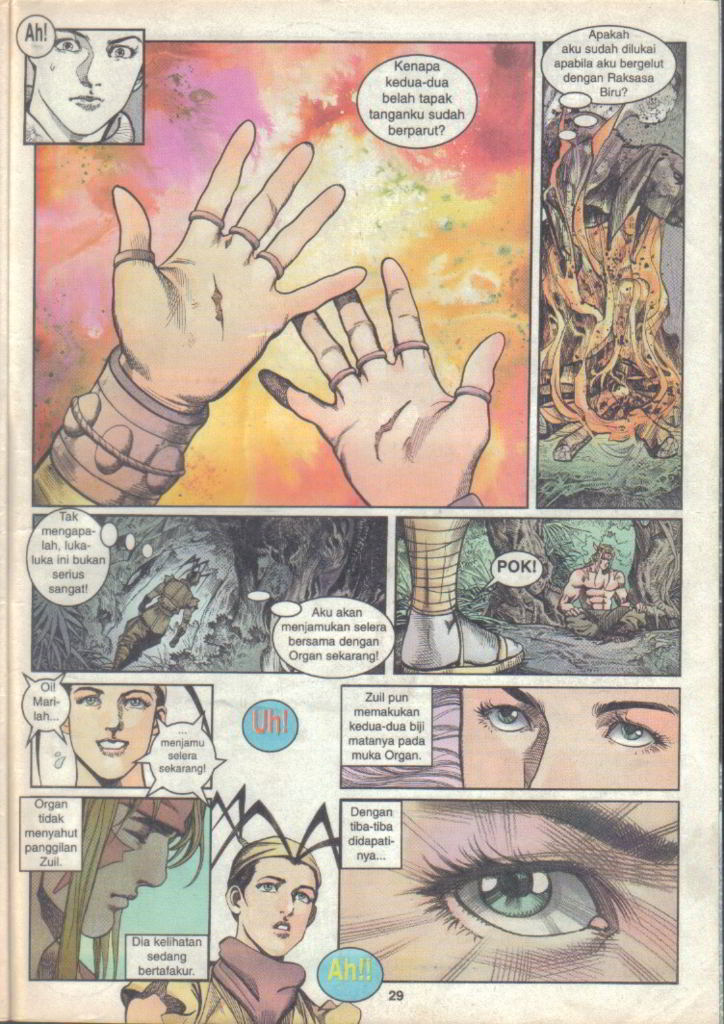 Ah!
Kenapa
kedua-dua
belah tapak
tanganku sudah
berparut?
Apakah
aku sudah dilukai
apabila aku bergelut
dengan Raksasa
Biru?
Tak
mengapa-
lah, luka-
luka ini bukan
serius
sangat!
Aku akan
menjamukan selera
bersama dengan
Organ sekarang!
POK!
Oi!
Mari-
lah...
...
menjamu
selera
sekarang!
Uh!
Zuil pun
memakukan
kedua-dua biji
matanya pada
muka Organ.
Organ
tidak
menyahut
panggilan
Zuil.
Dia kelihatan
sedang
bertafakur.
Dengan
tiba-tiba
didapati-
nya...
Ah!!
29